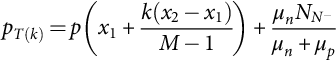 $p_{T(k)} = p\left(x_1 + \frac{k(x_2 - x_1)}{M - 1}\right) + \frac{\mu_n N_{N^-}}{\mu_n + \mu_p}$